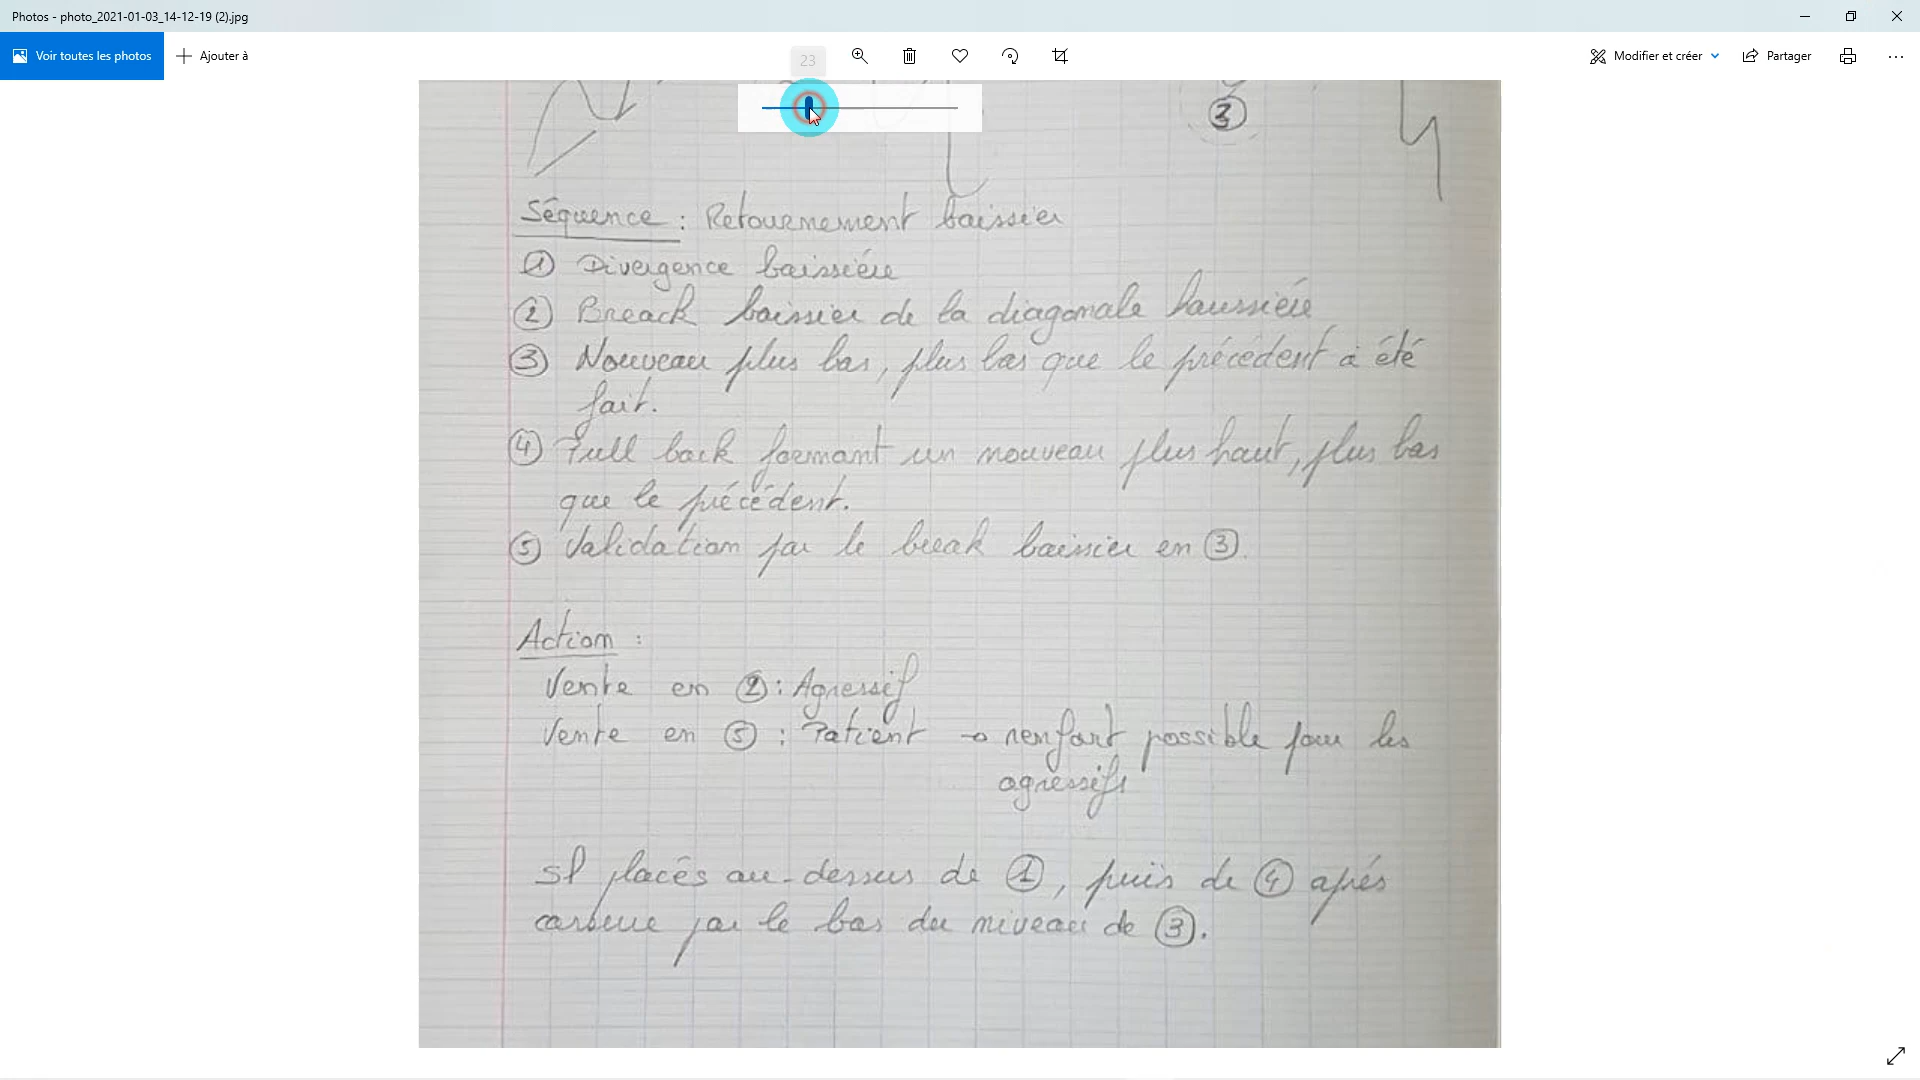 Photos - photo_2021-01-03_14-12-19 (2).jpg
Voir toutes les photos
Ajouter à
23
Modifier et créer
Partager
3
Séquence : Retournement baissier
1 Divergence baissière
2 Breack baissier de la diagonale haussière
3 Nouveau plus bas, plus bas que le précédent a été
fait.
4 Pull back formant un nouveau plus haut, plus bas
que le précédent.
5 Validation par le break baissier en 3.
Action :
Vente en 2 : Agressif
Vente en 5 : Patient → renfort possible pour les
agressifs
SL placés au-dessus de 1, puis de 4 après
cassure par le bas du niveau de 3.